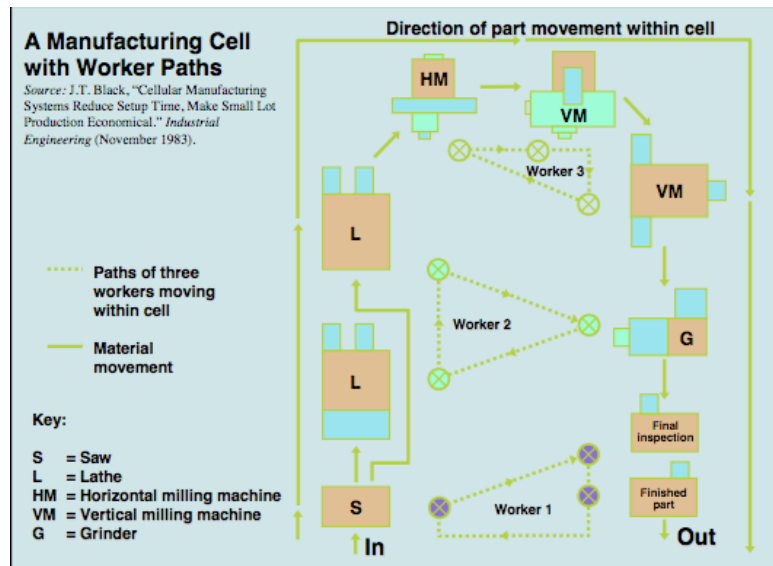 Direction of part movement within cell
A Manufacturing Cell
with Worker Paths
Source: J.T. Black, “Cellular Manufacturing
Systems Reduce Setup Time, Make Small Lot
Production Economical.” Industrial
Engineering (November 1983).
HM
VM
Worker 3
VM
L
Paths of three
workers moving
within cell
Worker 2
G
Material
movement
L
Final
inspection
Key:
S = Saw
L = Lathe
HM = Horizontal milling machine
VM = Vertical milling machine
G = Grinder
S
Worker 1
Finished
part
In
Out